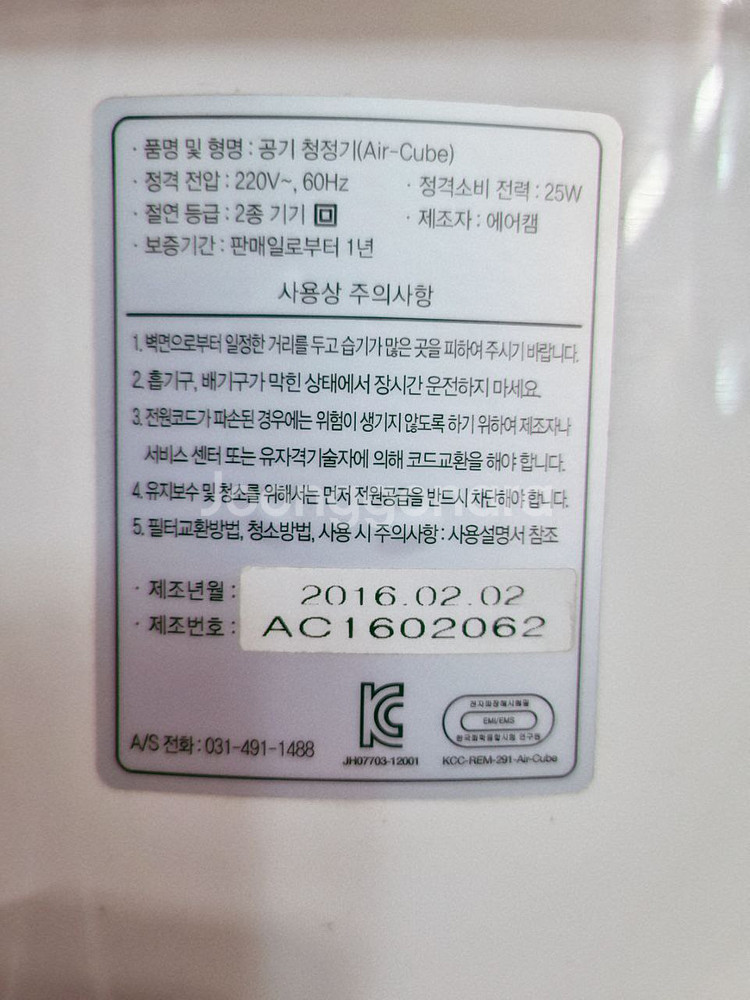 · 품명 및 형명 : 공기 청정기(Air-Cube)
· 정격 전압 : 220V~, 60Hz · 정격소비 전력 : 25W
· 절연 등급 : 2종 기기 · 제조자 : 에어캠
· 보증기간 : 판매일로부터 1년
사용상 주의사항
1. 벽면으로부터 일정한 거리를 두고 습기가 많은 곳을 피하여 주시기 바랍니다.
2. 흡기구, 배기구가 막힌 상태에서 장시간 운전하지 마세요.
3. 전원코드가 파손된 경우에는 위험이 생기지 않도록 하기 위하여 제조자나
서비스 센터 또는 유자격기술자에 의해 코드교환을 해야 합니다.
4. 유지보수 및 청소를 위해서는 먼저 전원공급을 반드시 차단해야 합니다.
5. 필터교환방법, 청소방법, 사용 시 주의사항 : 사용설명서 참조
Joonggonara
· 제조년월 : 2016.02.02
· 제조번호 : AC1602062
A/S 전화 : 031-491-1488
KC
JH07703-12001
EMI/EMS
KCC-REM-291-Air-Cube